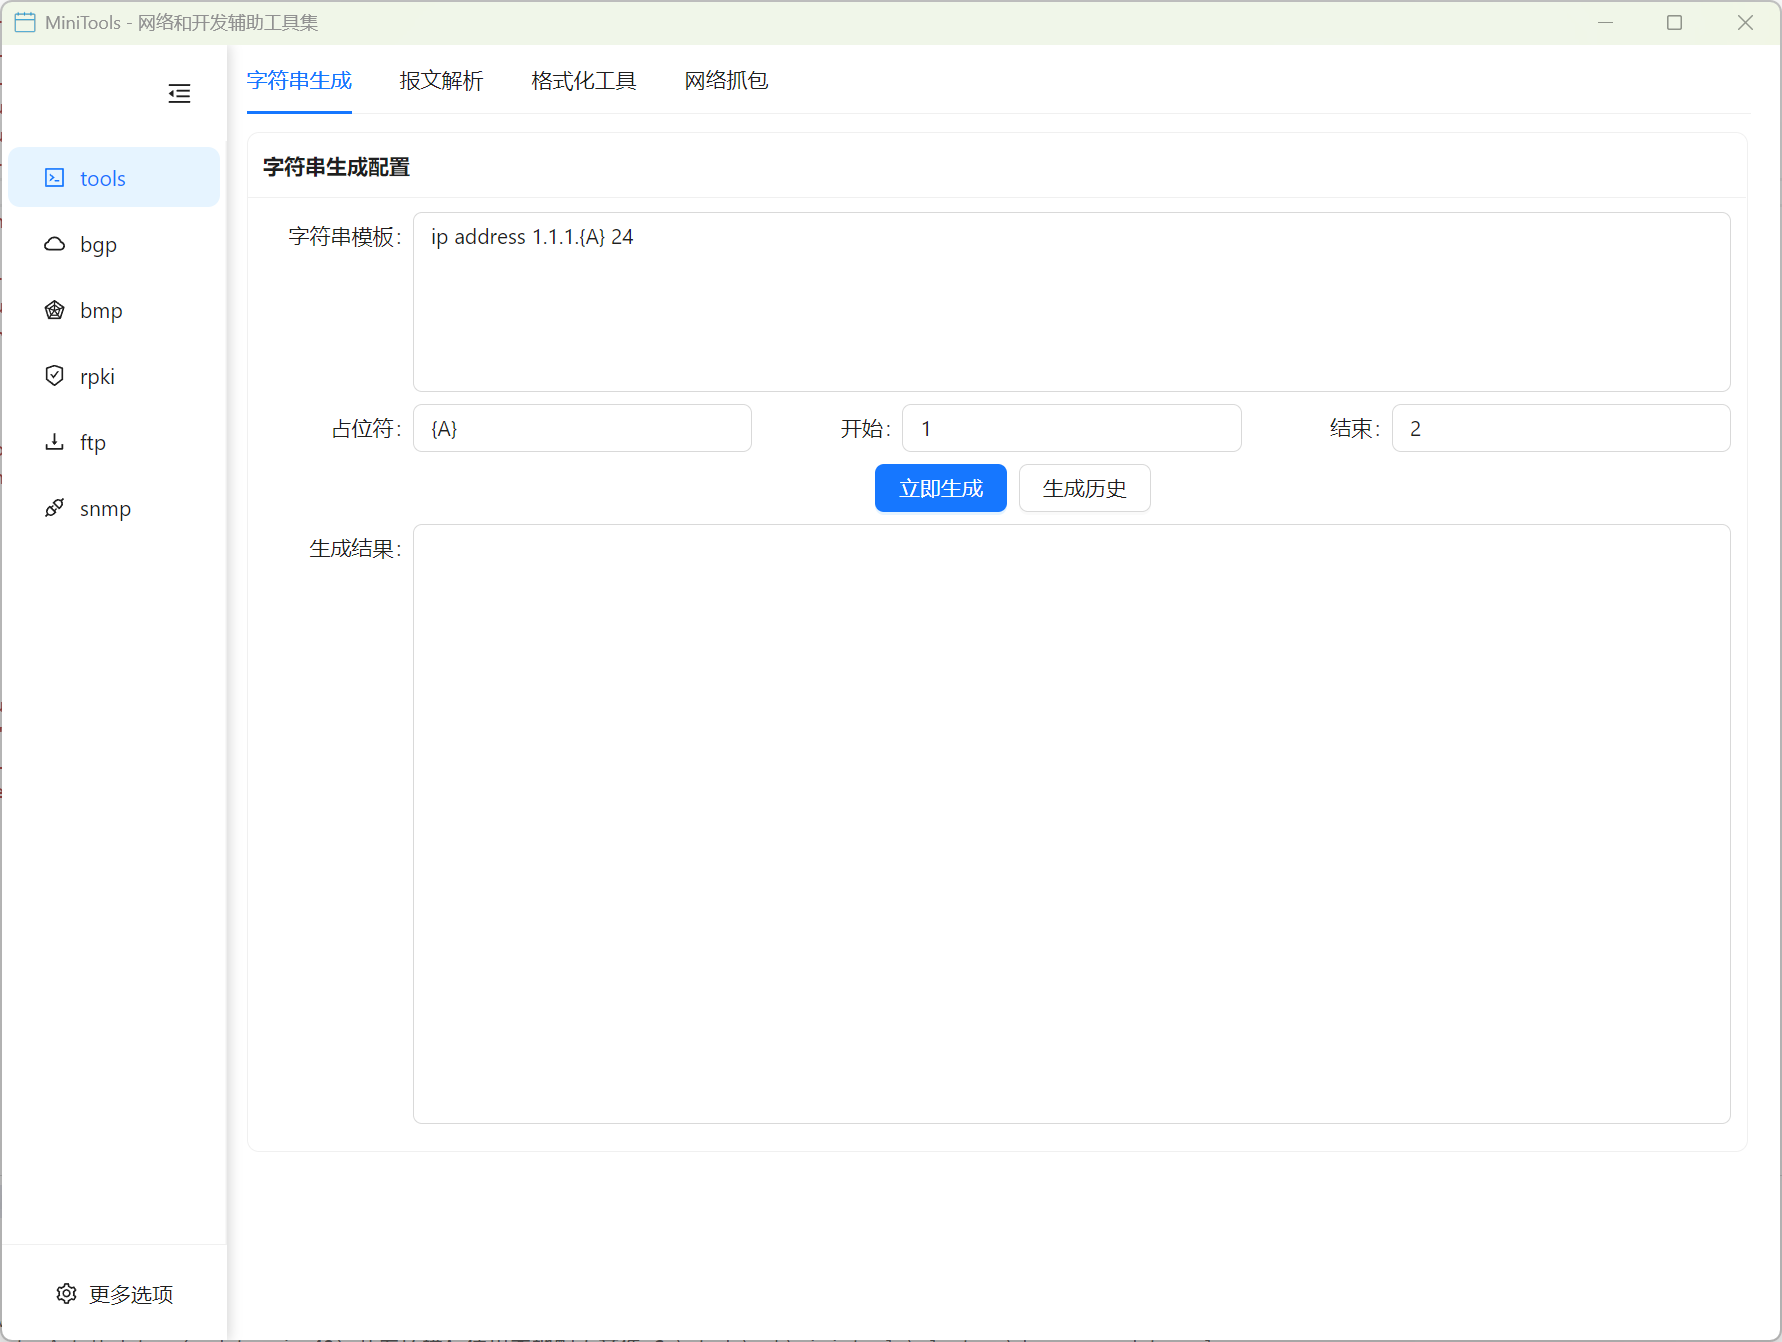 MiniTools - 网络和开发辅助工具集
字符串生成 报文解析 格式化工具 网络抓包
tools
bgp
bmp
rpki
ftp
snmp
更多选项
字符串生成配置
字符串模板: ip address 1.1.1.{A} 24
占位符: {A} 开始: 1 结束: 2
立即生成 生成历史
生成结果: